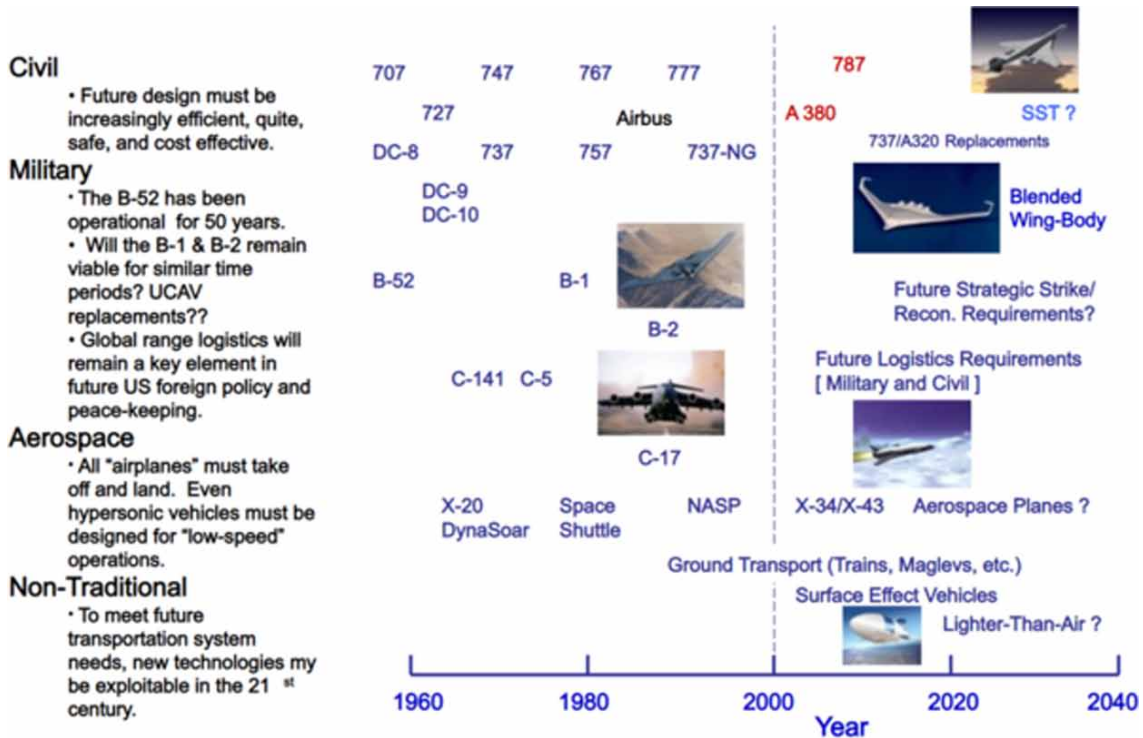 Civil
• Future design must be
increasingly efficient, quite,
safe, and cost effective.
Military
• The B-52 has been
operational for 50 years.
• Will the B-1 & B-2 remain
viable for similar time
periods? UCAV
replacements??
• Global range logistics will
remain a key element in
future US foreign policy and
peace-keeping.
Aerospace
• All "airplanes" must take
off and land. Even
hypersonic vehicles must be
designed for "low-speed"
operations.
Non-Traditional
• To meet future
transportation system
needs, new technologies my
be exploitable in the 21 st
century.
707 747 767 777 787
727 Airbus A 380 SST ?
737/A320 Replacements
DC-8 737 757 737-NG
DC-9
DC-10
Blended
Wing-Body
B-52 B-1
B-2
Future Strategic Strike/
Recon. Requirements?
Future Logistics Requirements
[ Military and Civil ]
C-141 C-5
C-17
X-20
DynaSoar
Space
Shuttle
NASP X-34/X-43 Aerospace Planes ?
Ground Transport (Trains, Maglevs, etc.)
Surface Effect Vehicles
Lighter-Than-Air ?
1960 1980 2000 2020 2040
Year